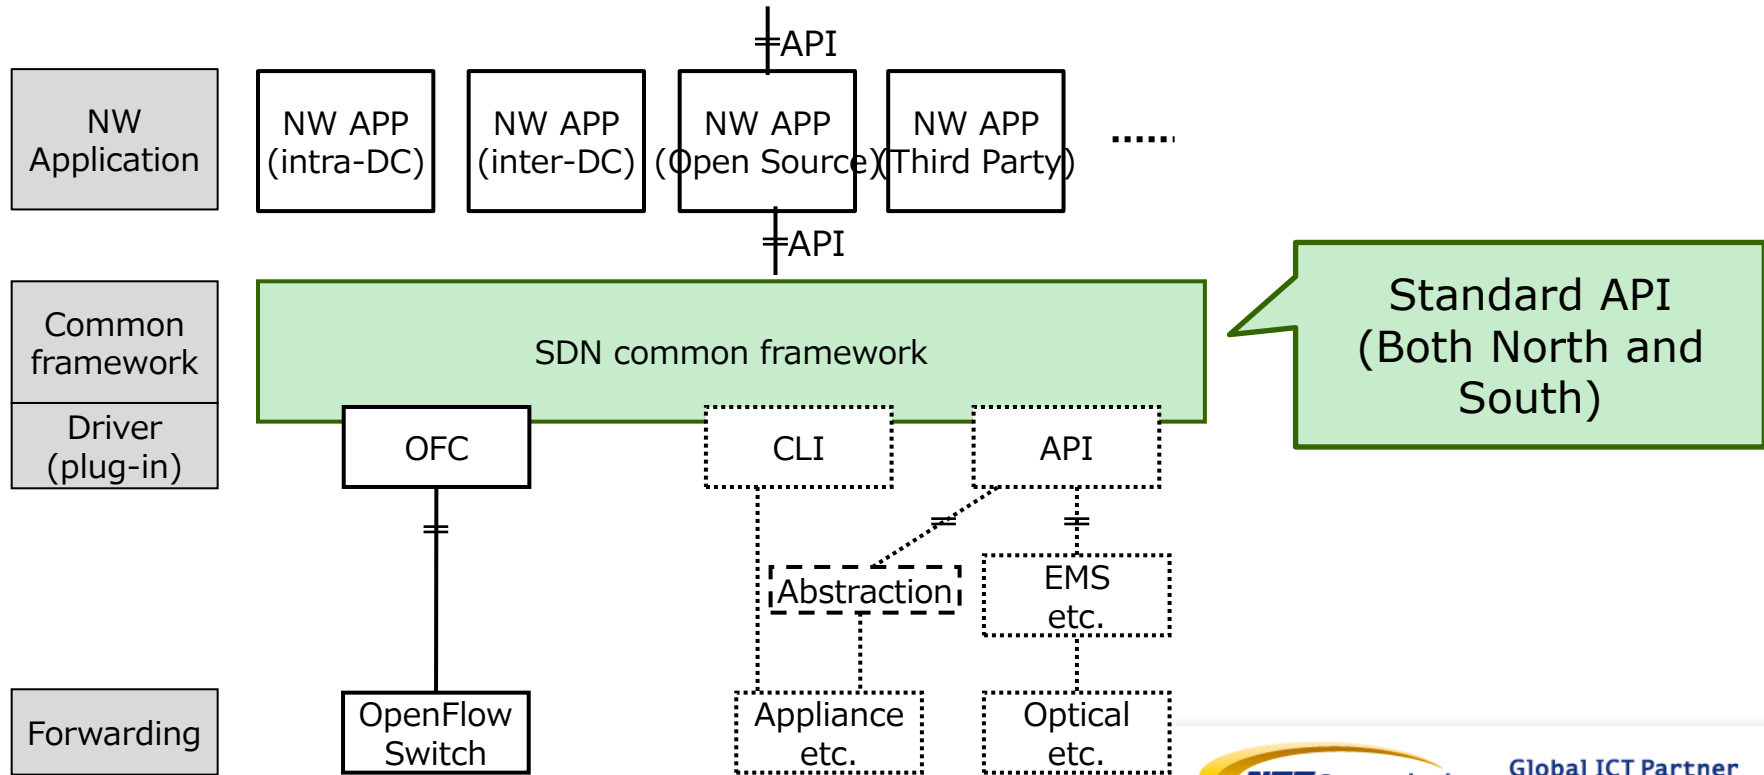 API
NW
Application
NW APP
(intra-DC)
NW APP
(inter-DC)
NW APP
(Open Source)
NW APP
(Third Party)
......
API
Common
framework
SDN common framework
Standard API
(Both North and
South)
Driver
(plug-in)
OFC
CLI
API
Abstraction
EMS
etc.
Forwarding
OpenFlow
Switch
Appliance
etc.
Optical
etc.
Global ICT Partner